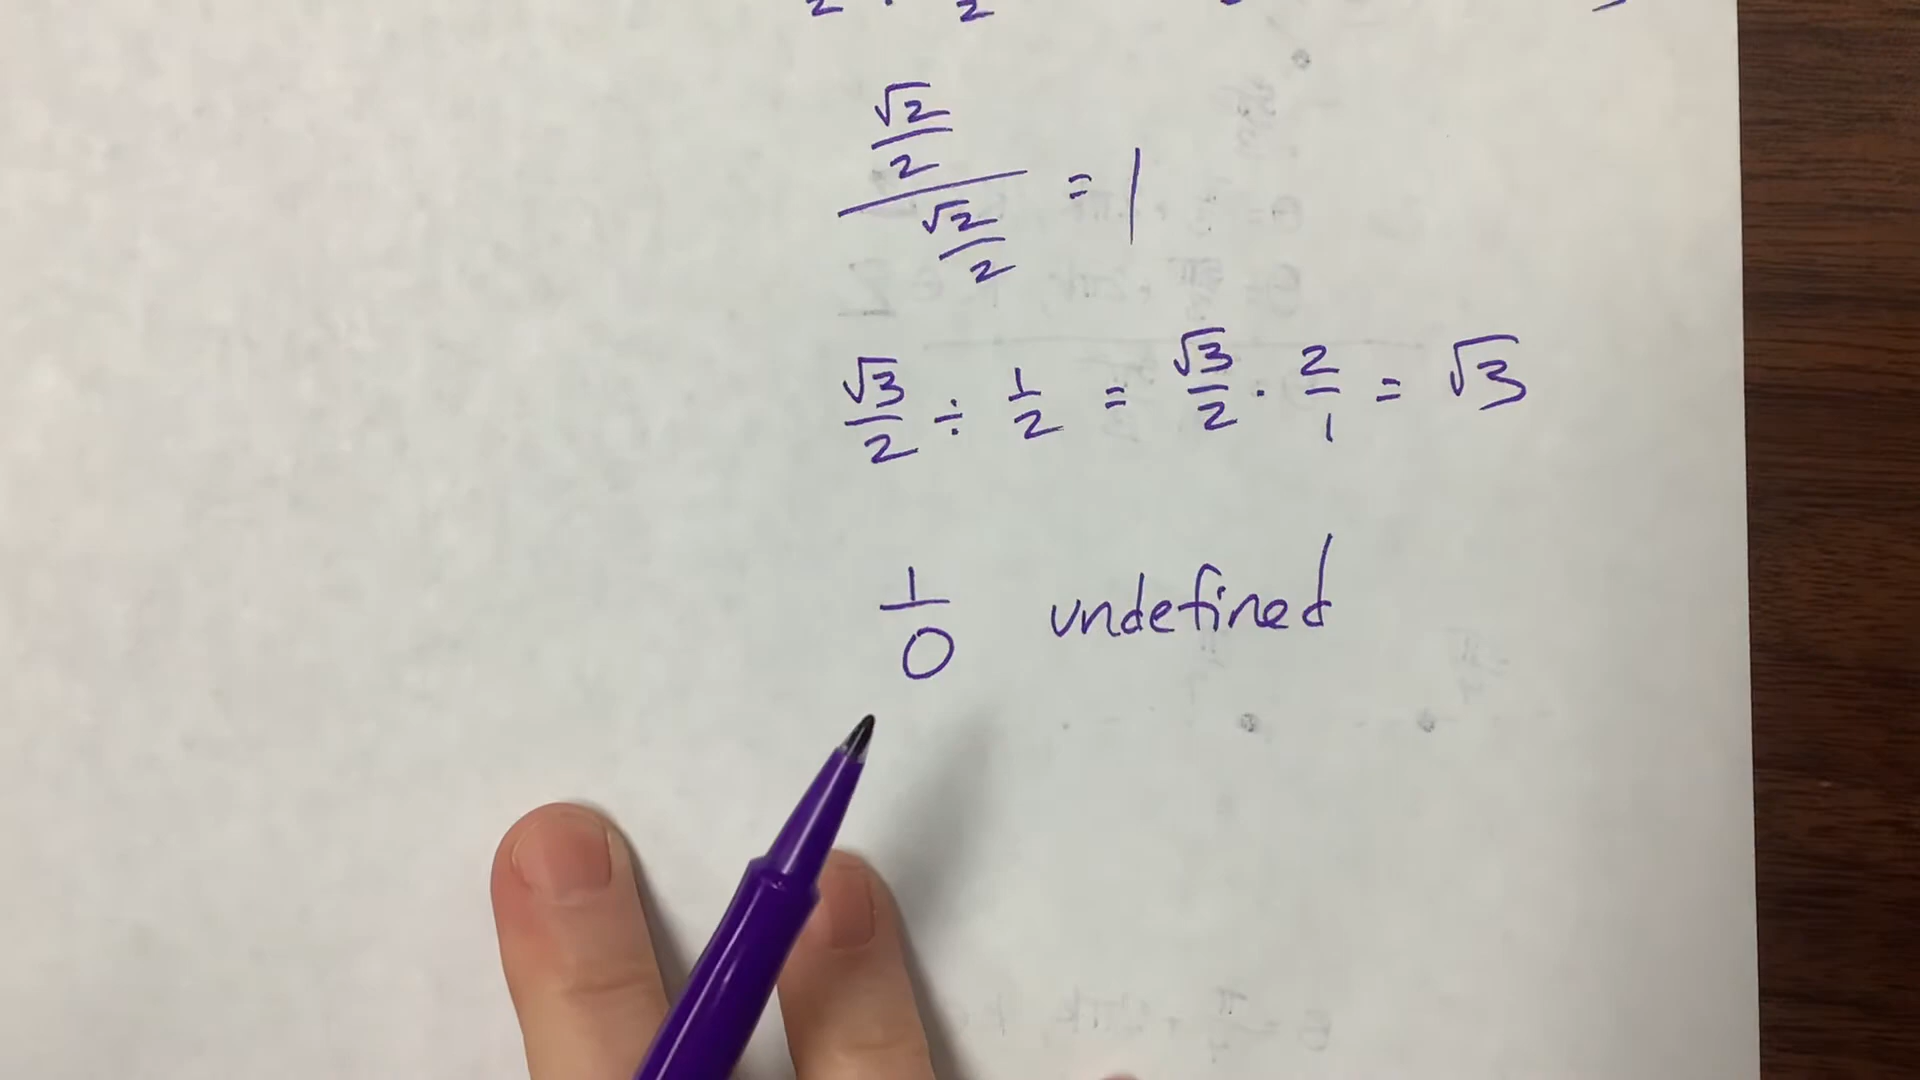 √2/2 / √2/2 = 1
√3/2 ÷ 1/2 = √3/2 · 2/1 = √3
1/0 undefined